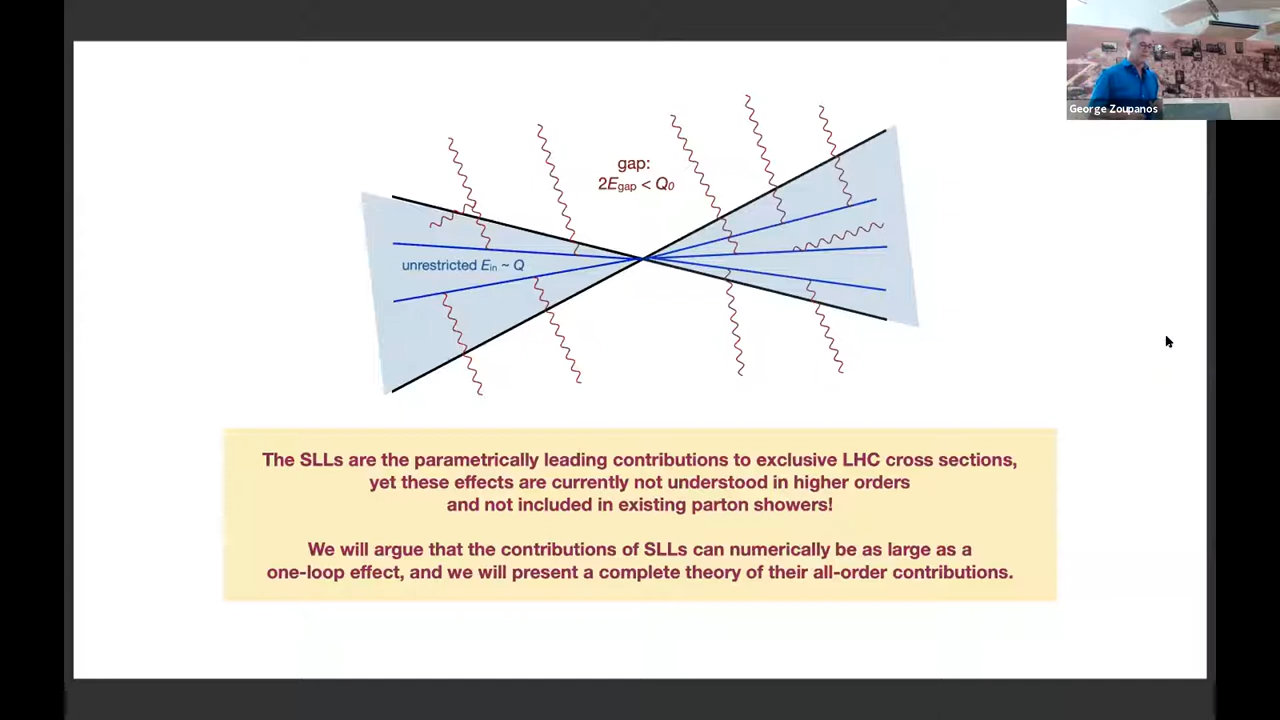 George Zoupanos
gap:
2Egap < Q0
unrestricted Ein ~ Q
The SLLs are the parametrically leading contributions to exclusive LHC cross sections,
yet these effects are currently not understood in higher orders
and not included in existing parton showers!
We will argue that the contributions of SLLs can numerically be as large as a
one-loop effect, and we will present a complete theory of their all-order contributions.